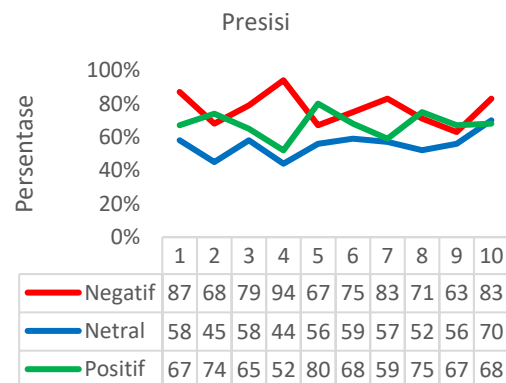 Presisi
Persentase
100%
80%
60%
40%
20%
0%
1 2 3 4 5 6 7 8 9 10
Negatif 87 68 79 94 67 75 83 71 63 83
Netral 58 45 58 44 56 59 57 52 56 70
Positif 67 74 65 52 80 68 59 75 67 68